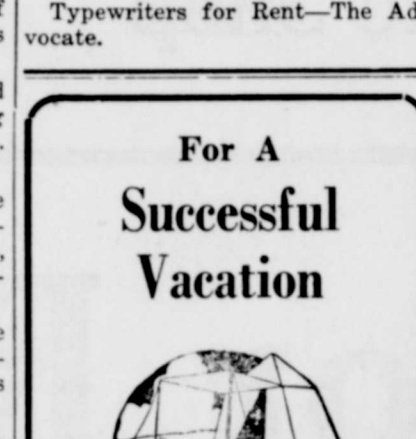 Typewriters for Rent—The Ad
vocate.
For A
Successful
Vacation